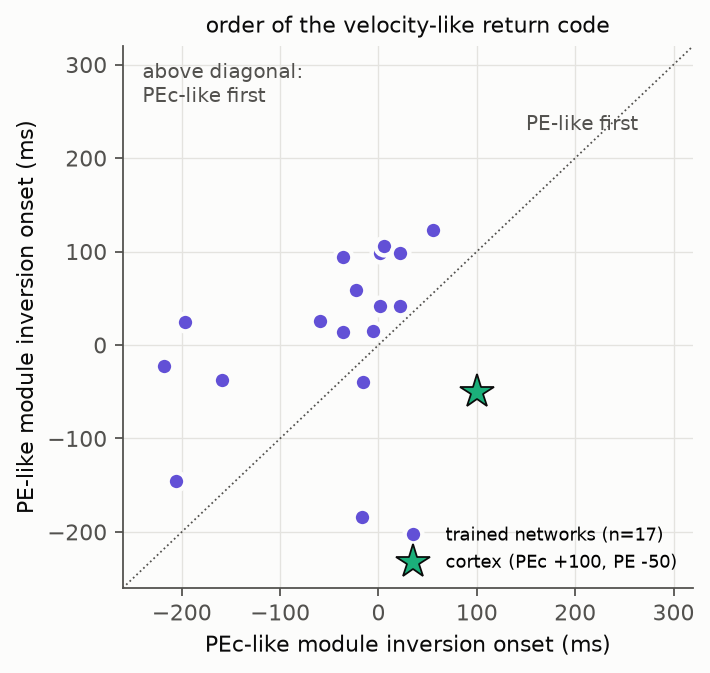 order of the velocity-like return code
above diagonal:
PEc-like first
PE-like first
PE-like module inversion onset (ms)
300
200
100
0
−100
−200
−200
−100
0
100
200
300
PEc-like module inversion onset (ms)
trained networks (n=17)
cortex (PEc +100, PE -50)